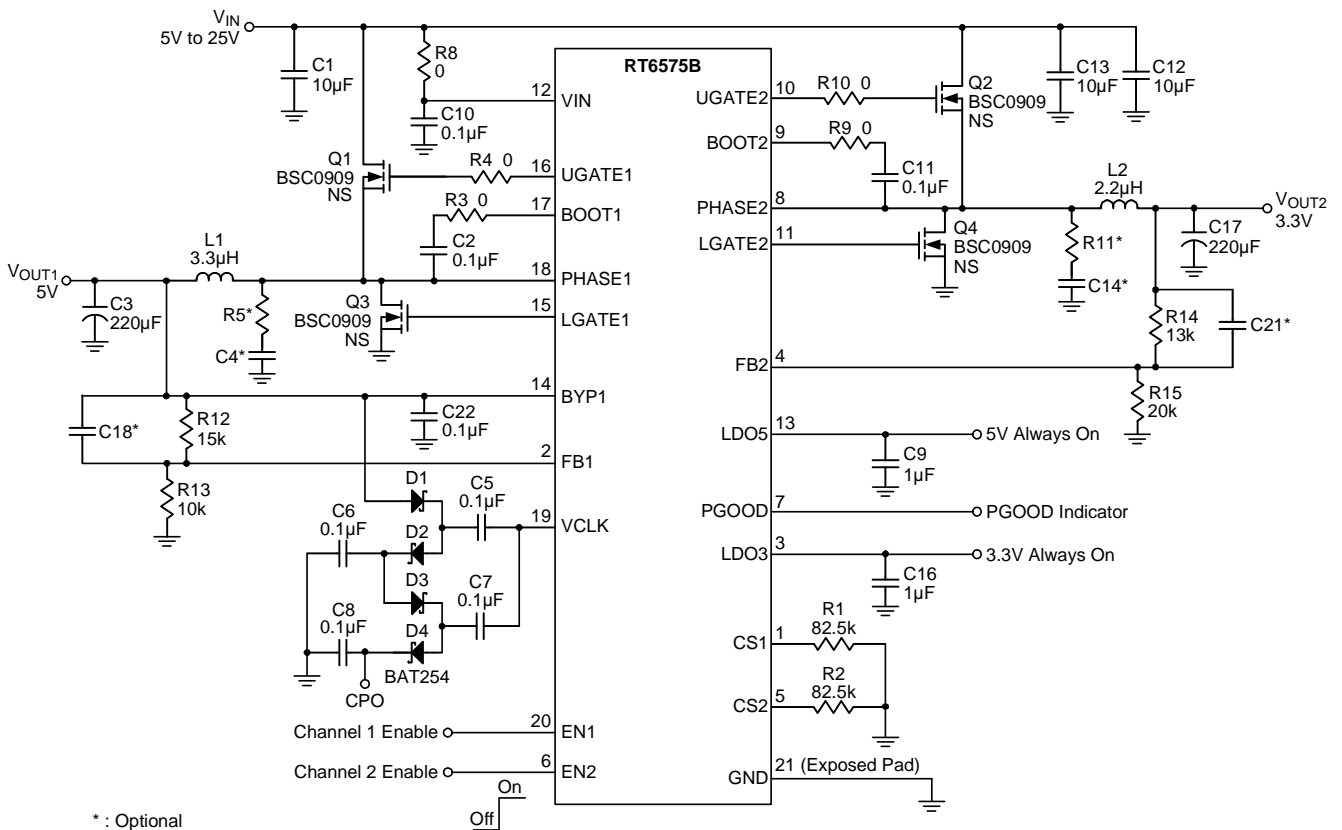 VIN
5V to 25V
C1
10µF
R8
0
12
VIN
C10
0.1µF
Q1
BSC0909
NS
R4 0
16
UGATE1
R3 0
17
BOOT1
C2
0.1µF
L1
3.3µH
VOUT1
5V
18
PHASE1
C3
220µF
R5*
C4*
Q3
BSC0909
NS
15
LGATE1
14
BYP1
C18*
R12
15k
C22
0.1µF
2
FB1
R13
10k
D1
C5
0.1µF
19
VCLK
C6
0.1µF
D2
D3
C7
0.1µF
C8
0.1µF
D4
BAT254
CPO
Channel 1 Enable
20
EN1
Channel 2 Enable
6
EN2
On
Off
* : Optional
RT6575B
UGATE2
10
R10 0
Q2
BSC0909
NS
C13
10µF
C12
10µF
BOOT2
9
R9 0
C11
0.1µF
PHASE2
8
L2
2.2µH
VOUT2
3.3V
LGATE2
11
Q4
BSC0909
NS
R11*
C14*
C17
220µF
R14
13k
C21*
FB2
4
R15
20k
LDO5
13
5V Always On
C9
1µF
PGOOD
7
PGOOD Indicator
LDO3
3
3.3V Always On
C16
1µF
CS1
1
R1
82.5k
CS2
5
R2
82.5k
GND
21 (Exposed Pad)